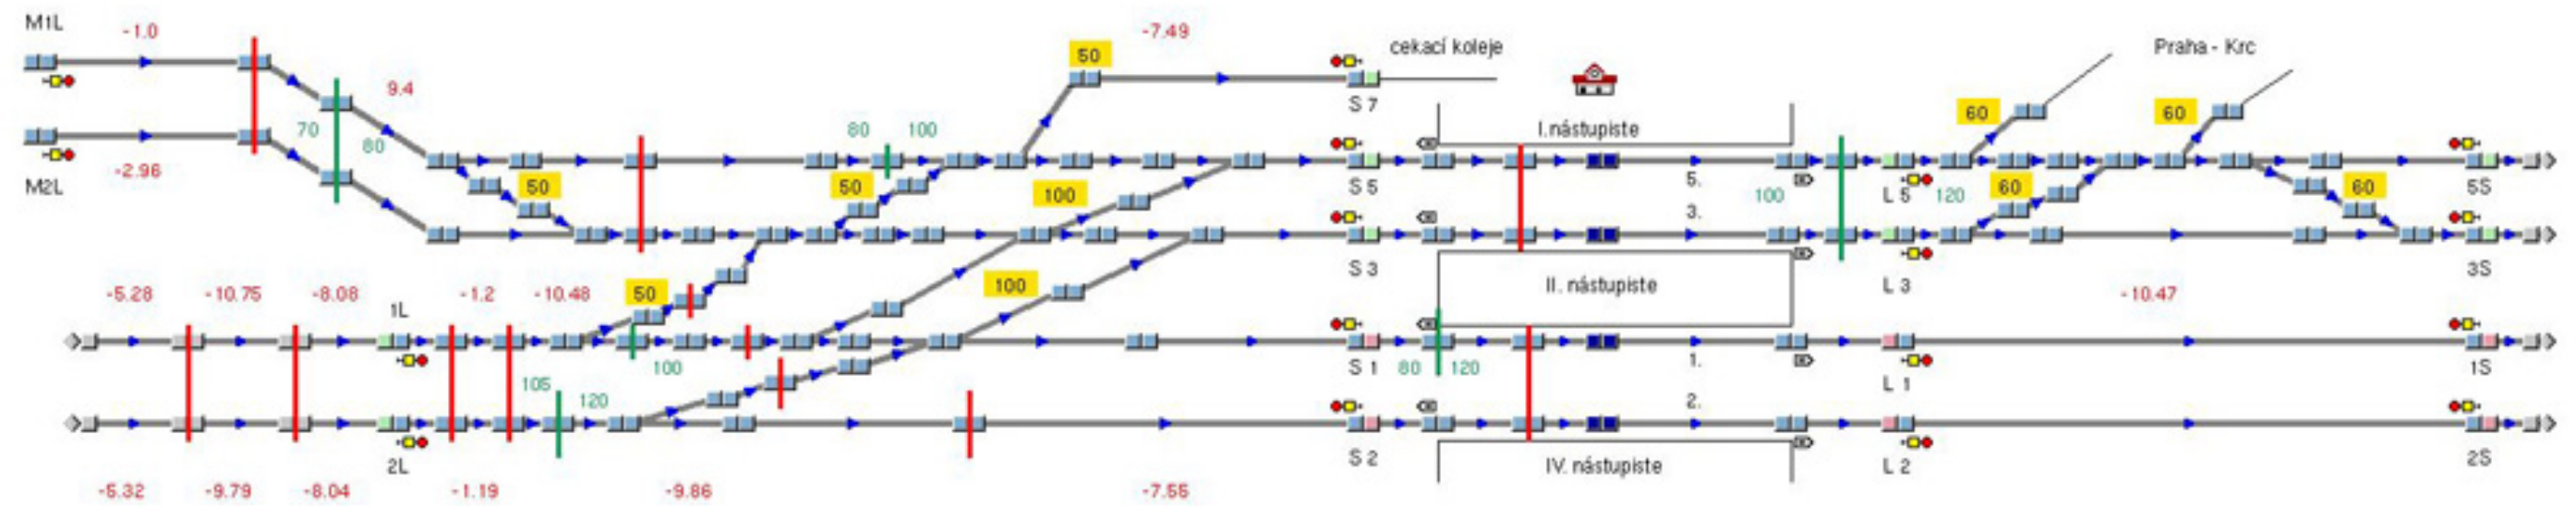 M1L
-1.0
-7.49
cekací koleje
Praha - Krc
50
9.4
60
60
S 7
70
80
80
100
I.nástupiste
-2.96
M2L
50
50
100
S 5
5.
100
L 5
120
60
60
5S
3.
-5.28
-10.75
-8.08
-1.2
-10.48
50
100
S 3
II. nástupiste
L 3
-10.47
3S
1L
100
S 1
80
120
1.
L 1
1S
105
120
2.
2L
S 2
IV. nástupiste
L 2
2S
-5.32
-9.79
-8.04
-1.19
-9.86
-7.55